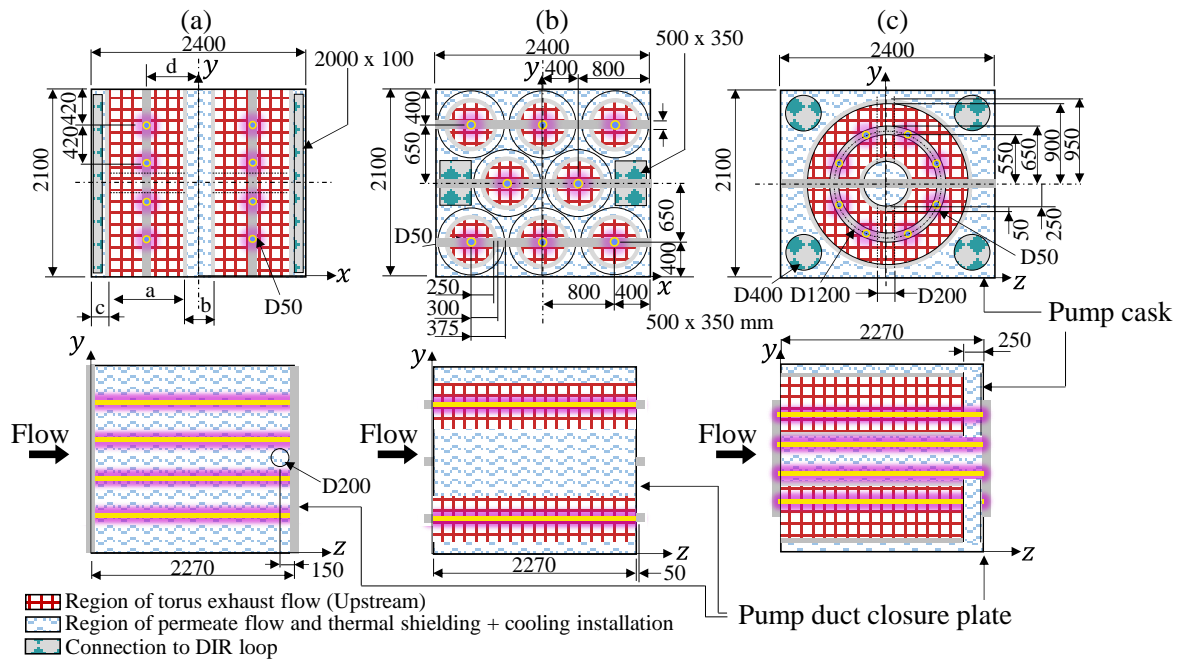 (a)
(b)
(c)
2400
d
y
2000 x 100
420
420
2100
x
a
c
b
D50
2400
400
800
y
500 x 350
400
650
2100
650
400
D50
x
250
300
375
800
400
500 x 350 mm
2400
y
2100
550
650
900
950
50
250
D50
z
D400
D1200
D200
Pump cask
y
Flow
D200
z
2270
150
y
Flow
z
2270
50
2270
250
y
Flow
z
Pump duct closure plate
Region of torus exhaust flow (Upstream)
Region of permeate flow and thermal shielding + cooling installation
Connection to DIR loop